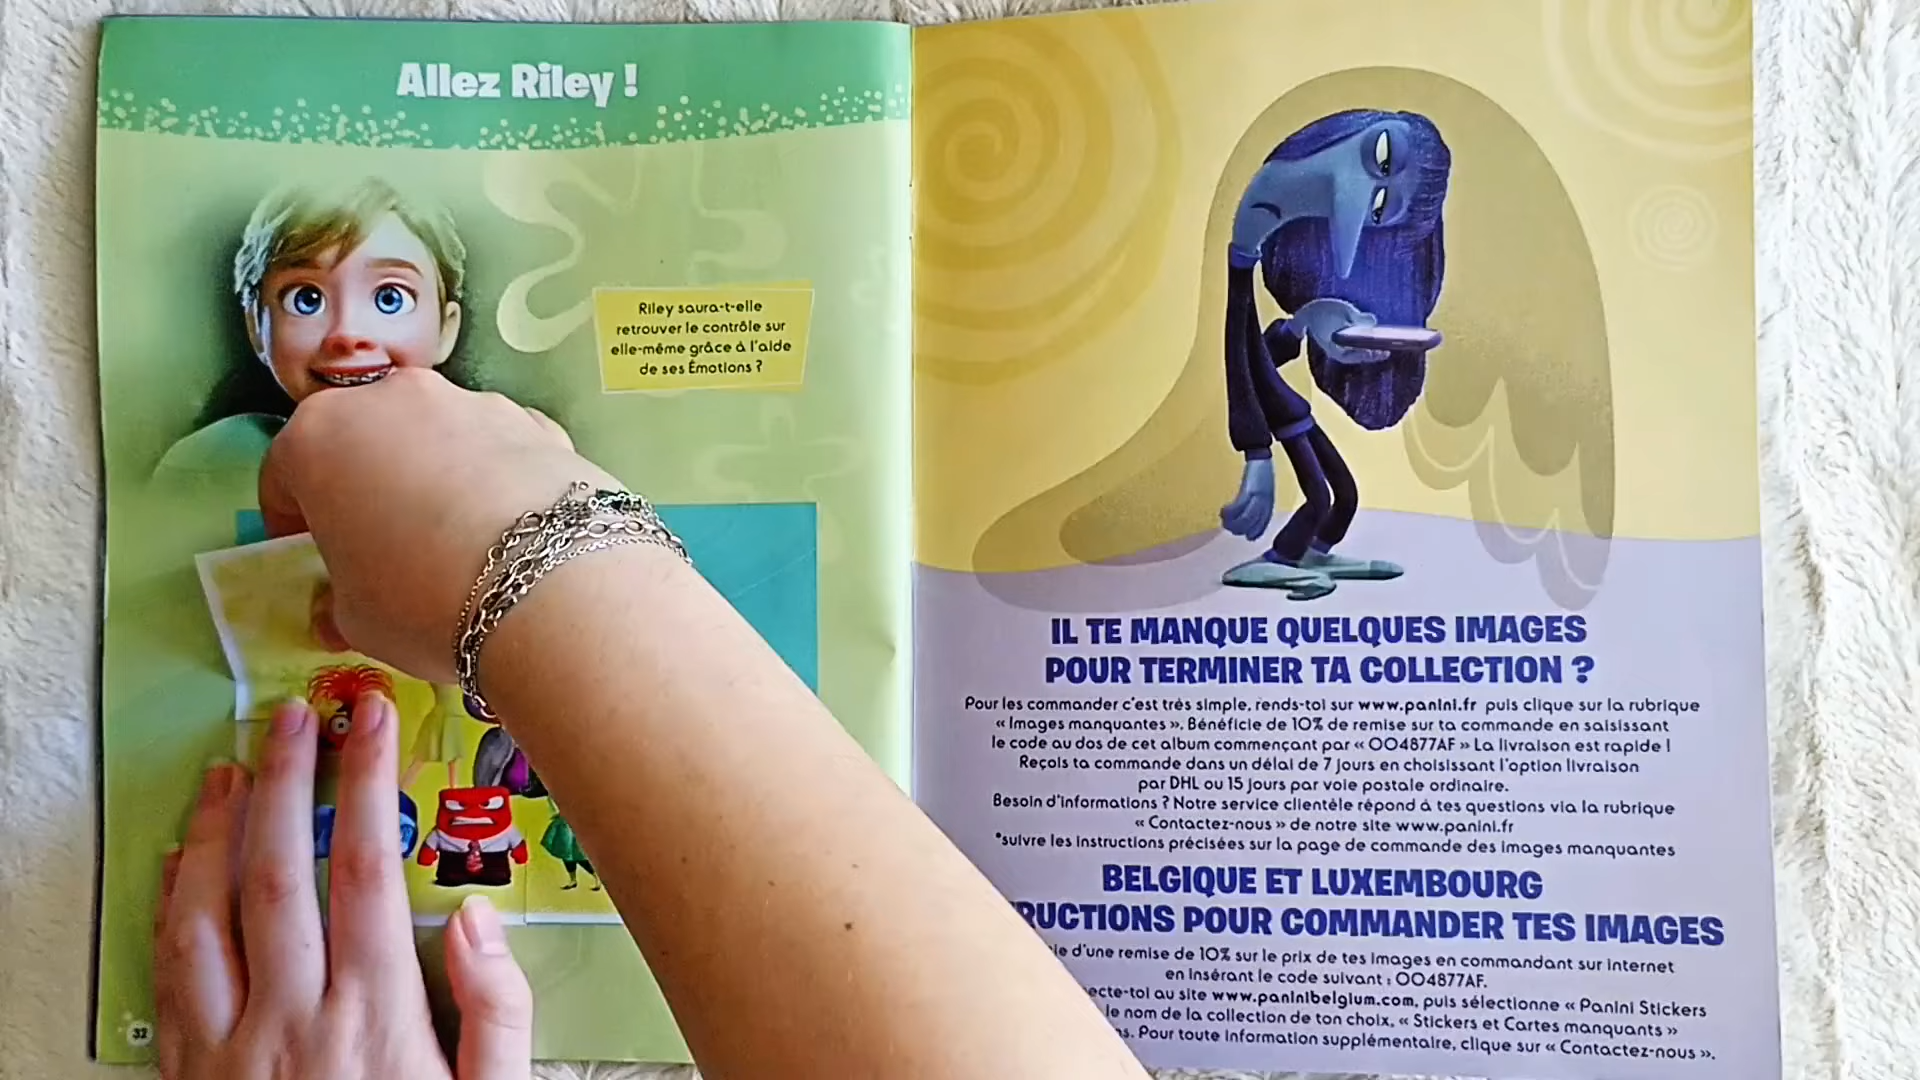 Allez Riley !
Riley saura-t-elle
retrouver le contrôle sur
elle-même grâce à l'aide
de ses Émotions ?
32
IL TE MANQUE QUELQUES IMAGES
POUR TERMINER TA COLLECTION ?
Pour les commander c'est très simple, rends-toi sur www.panini.fr puis clique sur la rubrique
« Images manquantes ». Bénéficie de 10% de remise sur ta commande en saisissant
le code au dos de cet album commençant par « OO4877AF » La livraison est rapide !
Reçois ta commande dans un délai de 7 jours en choisissant l'option livraison
par DHL ou 15 jours par voie postale ordinaire.
Besoin d'informations ? Notre service clientèle répond à tes questions via la rubrique
« Contactez-nous » de notre site www.panini.fr
*suivre les instructions précisées sur la page de commande des images manquantes
BELGIQUE ET LUXEMBOURG
RUCTIONS POUR COMMANDER TES IMAGES
ie d'une remise de 10% sur le prix de tes images en commandant sur internet
en insérant le code suivant : OO4877AF.
ecte-toi au site www.paninibelgium.com, puis sélectionne « Panini Stickers
le nom de la collection de ton choix, « Stickers et Cartes manquants »
s. Pour toute information supplémentaire, clique sur « Contactez-nous ».